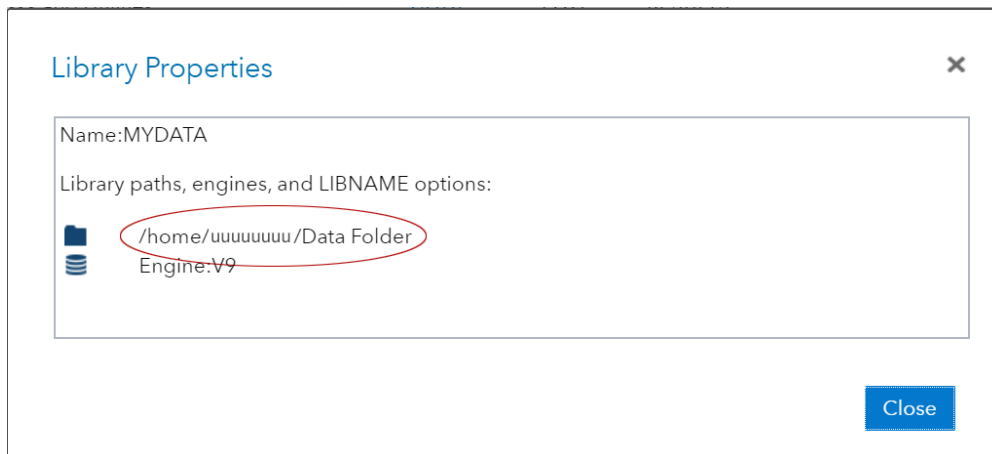 Library Properties
Name:MYDATA
Library paths, engines, and LIBNAME options:
/home/uuuuuuuu/Data Folder
Engine:V9
Close